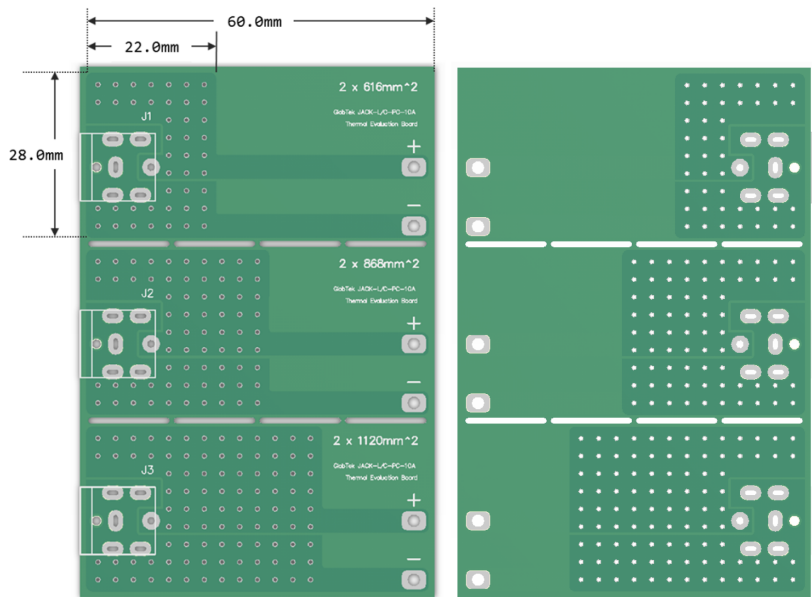 60.0mm
22.0mm
28.0mm
2 x 616mm^2
GlobTek JACK-L/C-PC-10A
Thermal Evaluation Board
J1
+
−
2 x 868mm^2
GlobTek JACK-L/C-PC-10A
Thermal Evaluation Board
J2
+
−
2 x 1120mm^2
GlobTek JACK-L/C-PC-10A
Thermal Evaluation Board
J3
+
−